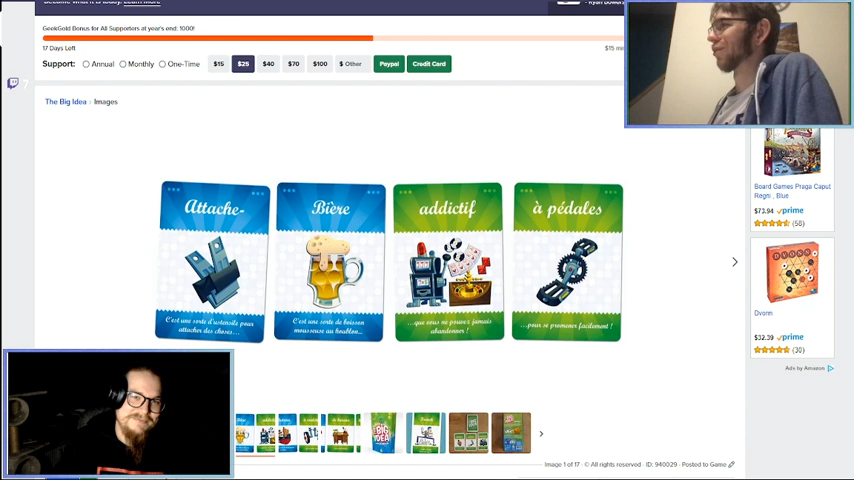 GeekGold Bonus for All Supporters at year's end: 1000!
17 Days Left
Support: Annual Monthly One-Time $15 $25 $40 $70 $100 $ Other Paypal Credit Card
The Big Idea › Images
Attache-
C'est une sorte d'ustensils pour
attacher des choses...
Bière
C'est une sorte de boisson
mousseuse au houblon...
addictif
...que vous ne pouvez jamais
abandonner !
à pédales
...pour se promener facilement !
Board Games Praga Caput
Regni , Blue
$73.94 prime
(58)
DVONN
Dvonn
$32.39 prime
(30)
Ads by Amazon
BIG
IDEA
Image 1 of 17 · © All rights reserved · ID: 940029 · Posted to Game